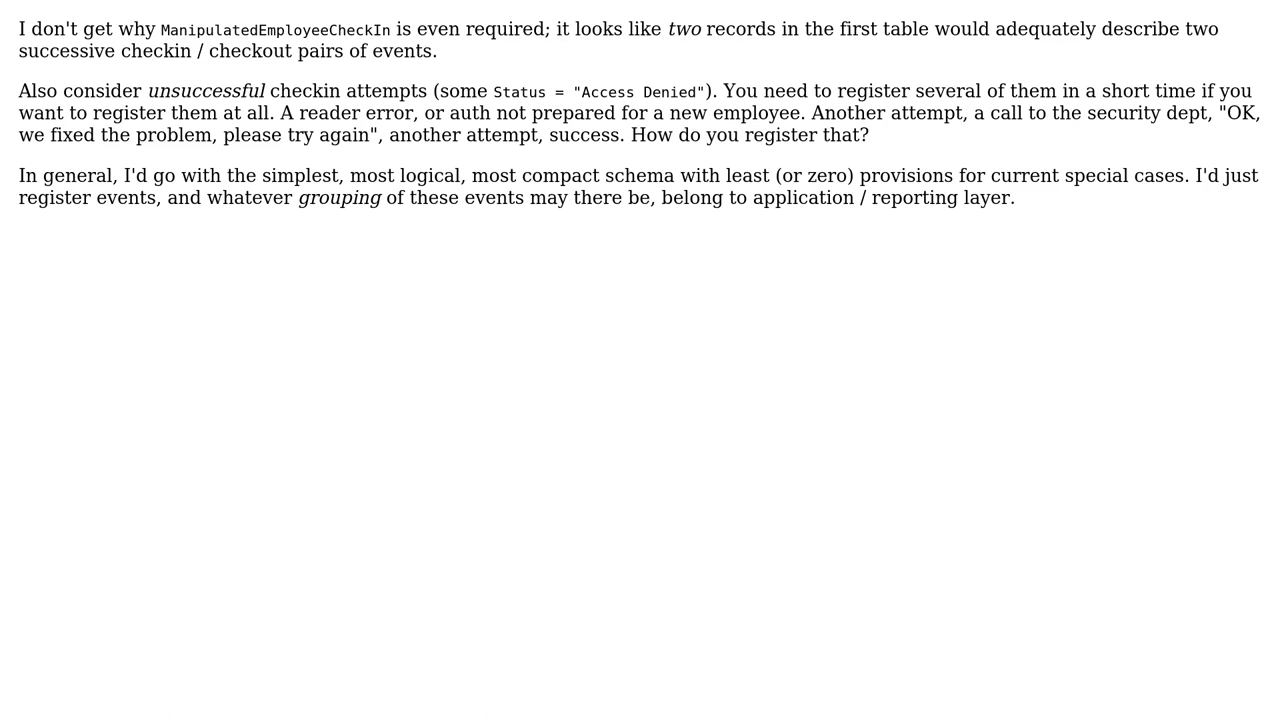 I don't get why ManipulatedEmployeeCheckIn is even required; it looks like two records in the first table would adequately describe two
successive checkin / checkout pairs of events.
Also consider unsuccessful checkin attempts (some Status = "Access Denied"). You need to register several of them in a short time if you
want to register them at all. A reader error, or auth not prepared for a new employee. Another attempt, a call to the security dept, "OK,
we fixed the problem, please try again", another attempt, success. How do you register that?
In general, I'd go with the simplest, most logical, most compact schema with least (or zero) provisions for current special cases. I'd just
register events, and whatever grouping of these events may there be, belong to application / reporting layer.